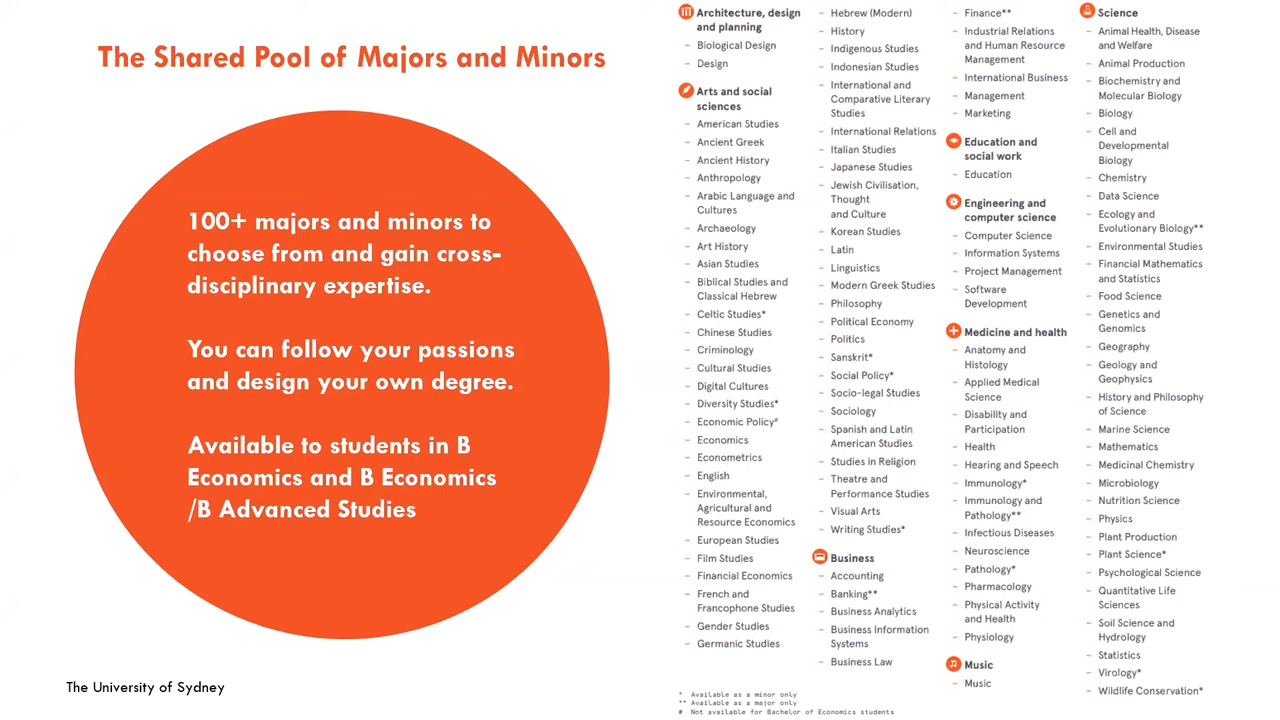 The Shared Pool of Majors and Minors
100+ majors and minors to
choose from and gain cross-
disciplinary expertise.
You can follow your passions
and design your own degree.
Available to students in B
Economics and B Economics
/B Advanced Studies
The University of Sydney
Architecture, design
and planning
– Biological Design
– Design
Arts and social
sciences
– American Studies
– Ancient Greek
– Ancient History
– Anthropology
– Arabic Language and
Cultures
– Archaeology
– Art History
– Asian Studies
– Biblical Studies and
Classical Hebrew
– Celtic Studies*
– Chinese Studies
– Criminology
– Cultural Studies
– Digital Cultures
– Diversity Studies*
– Economic Policy#
– Economics
– Econometrics
– English
– Environmental,
Agricultural and
Resource Economics
– European Studies
– Film Studies
– Financial Economics
– French and
Francophone Studies
– Gender Studies
– Germanic Studies
– Hebrew (Modern)
– History
– Indigenous Studies
– Indonesian Studies
– International and
Comparative Literary
Studies
– International Relations
– Italian Studies
– Japanese Studies
– Jewish Civilisation,
Thought
and Culture
– Korean Studies
– Latin
– Linguistics
– Modern Greek Studies
– Philosophy
– Political Economy
– Politics
– Sanskrit*
– Social Policy*
– Socio-legal Studies
– Sociology
– Spanish and Latin
American Studies
– Studies in Religion
– Theatre and
Performance Studies
– Visual Arts
– Writing Studies*
Business
– Accounting
– Banking**
– Business Analytics
– Business Information
Systems
– Business Law
– Finance**
– Industrial Relations
and Human Resource
Management
– International Business
– Management
– Marketing
Education and
social work
– Education
Engineering and
computer science
– Computer Science
– Information Systems
– Project Management
– Software
Development
Medicine and health
– Anatomy and
Histology
– Applied Medical
Science
– Disability and
Participation
– Health
– Hearing and Speech
– Immunology*
– Immunology and
Pathology**
– Infectious Diseases
– Neuroscience
– Pathology*
– Pharmacology
– Physical Activity
and Health
– Physiology
Music
– Music
Science
– Animal Health, Disease
and Welfare
– Animal Production
– Biochemistry and
Molecular Biology
– Biology
– Cell and
Developmental
Biology
– Chemistry
– Data Science
– Ecology and
Evolutionary Biology**
– Environmental Studies
– Financial Mathematics
and Statistics
– Food Science
– Genetics and
Genomics
– Geography
– Geology and
Geophysics
– History and Philosophy
of Science
– Marine Science
– Mathematics
– Medicinal Chemistry
– Microbiology
– Nutrition Science
– Physics
– Plant Production
– Plant Science*
– Psychological Science
– Quantitative Life
Sciences
– Soil Science and
Hydrology
– Statistics
– Virology*
– Wildlife Conservation*
* Available as a minor only
** Available as a major only
# Not available for Bachelor of Economics students